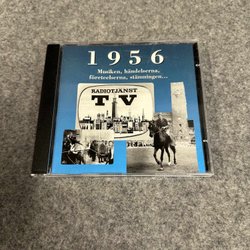 1956
Musiken, händelserna,
företeelserna, stämningen...
RADIOTJÄNST
TV